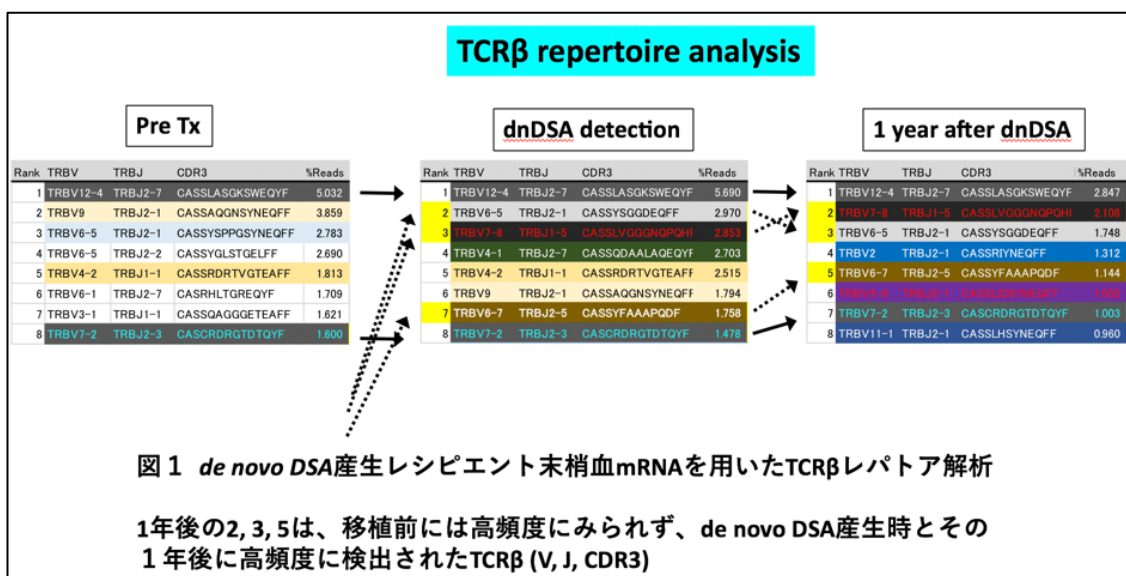 TCRβ repertoire analysis
Pre Tx
Rank TRBV TRBJ CDR3 %Reads
1 TRBV12-4 TRBJ2-7 CASSLASGKSWEQYF 5.032
2 TRBV9 TRBJ2-1 CASSAQGNSYNEQFF 3.859
3 TRBV6-5 TRBJ2-1 CASSYSPPGSYNEQFF 2.783
4 TRBV6-5 TRBJ2-2 CASSYGLSTGELFF 2.690
5 TRBV4-2 TRBJ1-1 CASSRDRTVGTEAFF 1.813
6 TRBV6-1 TRBJ2-7 CASRHLTGREQYF 1.709
7 TRBV3-1 TRBJ1-1 CASSQAGGGETEAFF 1.621
8 TRBV7-2 TRBJ2-3 CASCRDRGTDTQYF 1.600
dnDSA detection
Rank TRBV TRBJ CDR3 %Reads
1 TRBV12-4 TRBJ2-7 CASSLASGKSWEQYF 5.690
2 TRBV6-5 TRBJ2-1 CASSYSGGDEQFF 2.970
3 TRBV7-8 TRBJ1-5 CASSLVGGGNQPQHI 2.853
4 TRBV4-1 TRBJ2-7 CASSQDAALAQEQYF 2.703
5 TRBV4-2 TRBJ1-1 CASSRDRTVGTEAFF 2.515
6 TRBV9 TRBJ2-1 CASSAQGNSYNEQFF 1.794
7 TRBV6-7 TRBJ2-5 CASSYFAAAPQDF 1.758
8 TRBV7-2 TRBJ2-3 CASCRDRGTDTQYF 1.478
1 year after dnDSA
Rank TRBV TRBJ CDR3 %Reads
1 TRBV12-4 TRBJ2-7 CASSLASGKSWEQYF 2.847
2 TRBV7-8 TRBJ1-5 CASSLVGGGNQPQHI 2.108
3 TRBV6-5 TRBJ2-1 CASSYSGGDEQFF 1.748
4 TRBV2 TRBJ2-1 CASSRIYNEQFF 1.312
5 TRBV6-7 TRBJ2-5 CASSYFAAAPQDF 1.144
6
7 TRBV7-2 TRBJ2-3 CASCRDRGTDTQYF 1.003
8 TRBV11-1 TRBJ2-1 CASSLHSYNEQFF 0.960
図1 de novo DSA産生レシピエント末梢血mRNAを用いたTCRβレパトア解析
1年後の2, 3, 5は、移植前には高頻度にみられず、de novo DSA産生時とその
１年後に高頻度に検出されたTCRβ (V, J, CDR3)